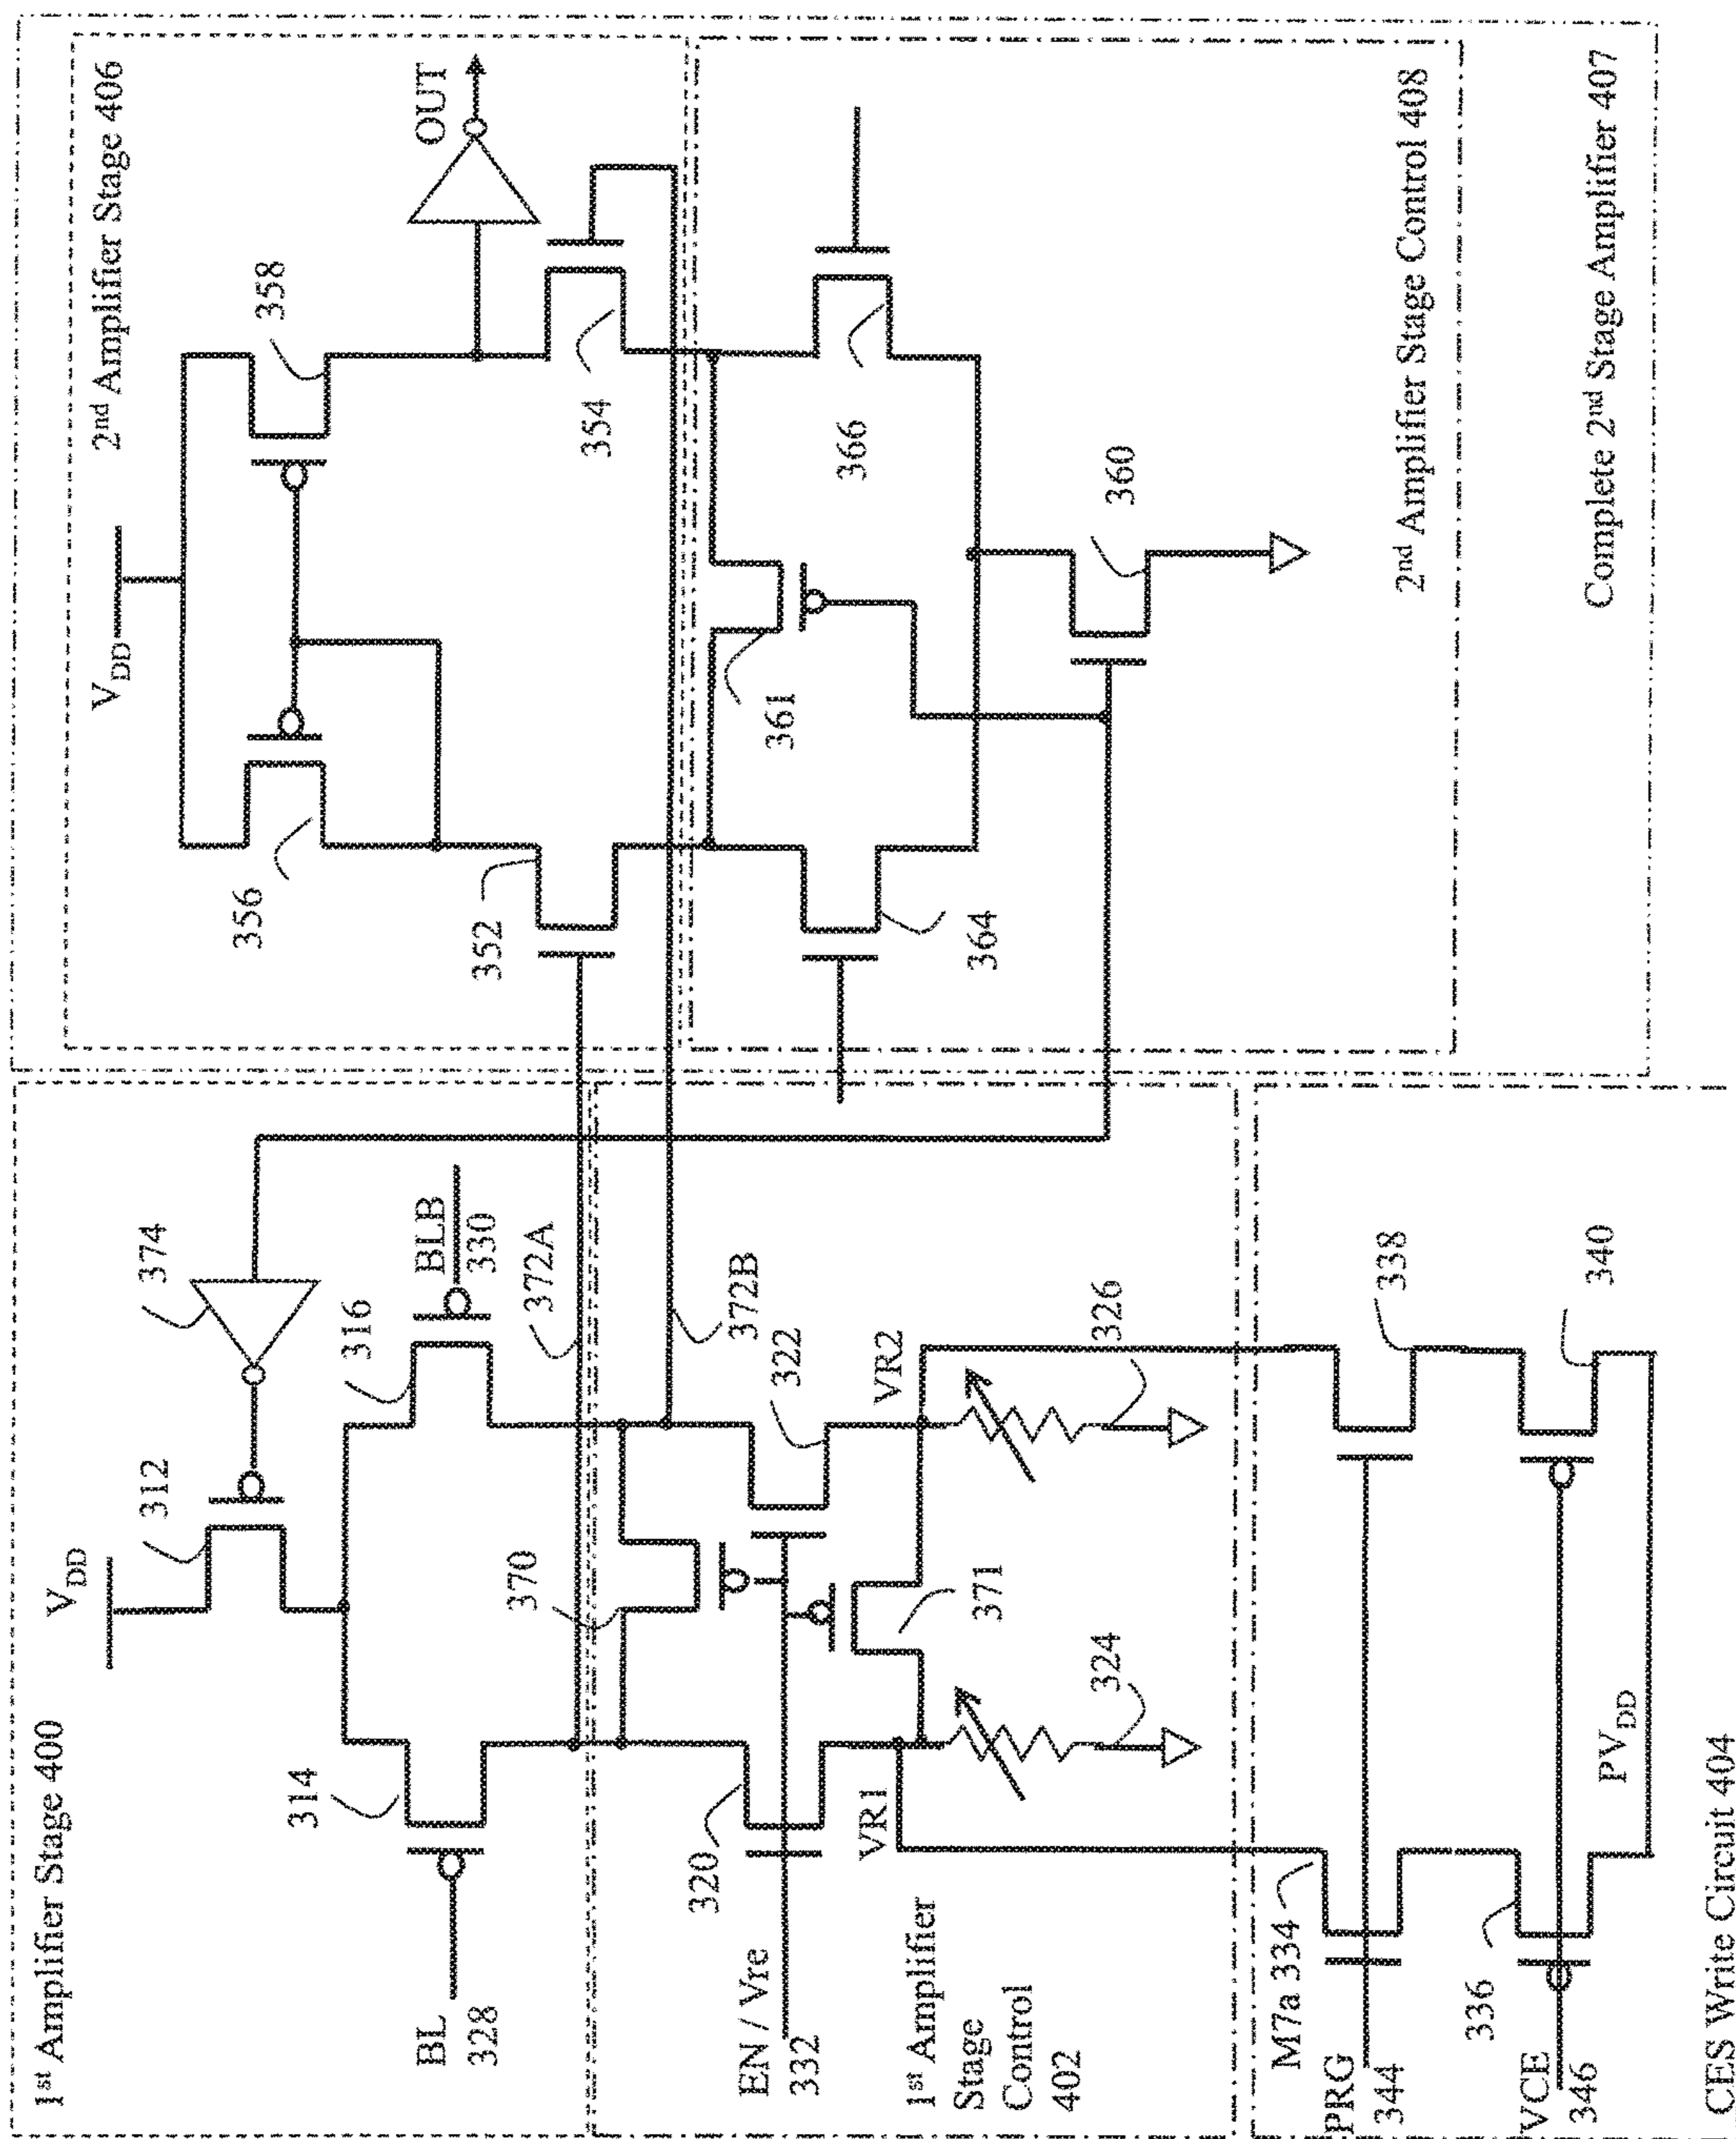 1st Amplifier Stage 400
VDD
312
374
314
316
BL
328
BLB
330
372A
370
372B
320
322
EN / Vre
332
1st Amplifier
Stage
Control
402
VR1
VR2
371
324
326
M7a 334
PRG
344
338
336
VCE
346
340
PVDD
CES Write Circuit 404
VDD
2nd Amplifier Stage 406
356
358
OUT
352
354
361
364
366
360
2nd Amplifier Stage Control 408
Complete 2nd Stage Amplifier 407